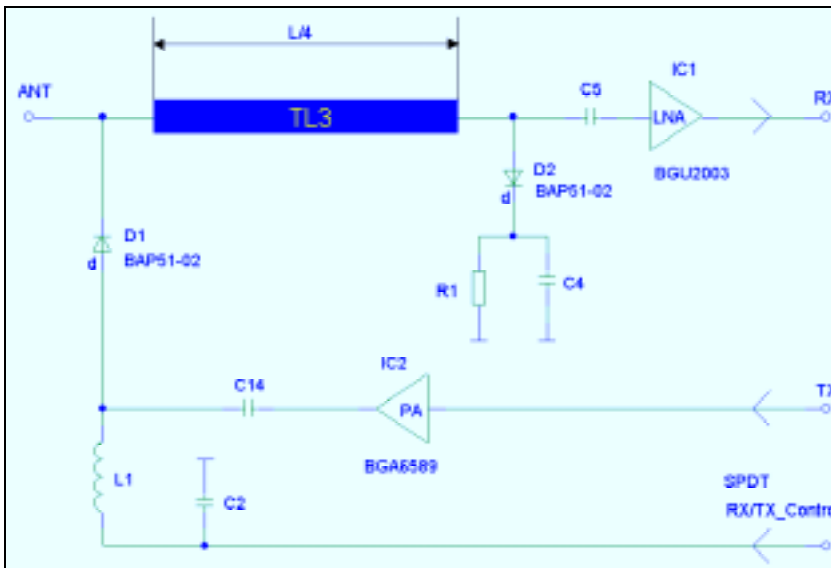 L/4
IC1
ANT
C5
RX
TL3
LNA
D2
BGU2003
BAP51-02
d
D1
BAP51-02
d
R1
C4
IC2
C14
TX
PA
BGA6589
L1
SPDT
C2
RX/TX_Contro